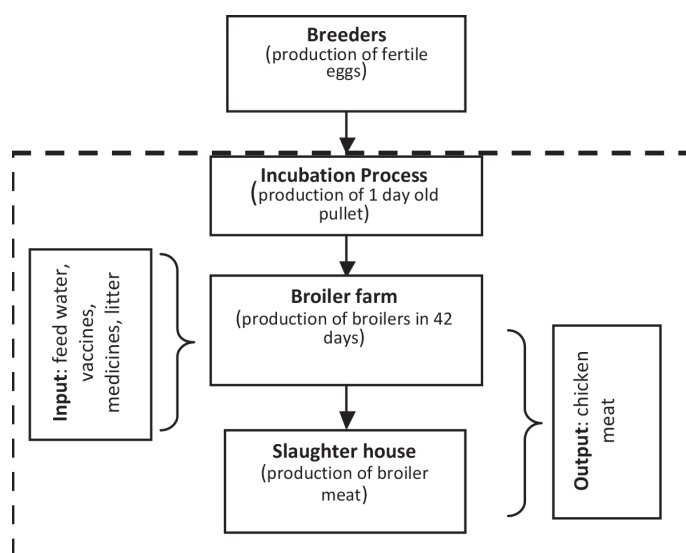 Breeders
(production of fertile
eggs)
Incubation Process
(production of 1 day old
pullet)
Input: feed water,
vaccines,
medicines, litter
Broiler farm
(production of broilers in 42
days)
Output: chicken
meat
Slaughter house
(production of broiler
meat)